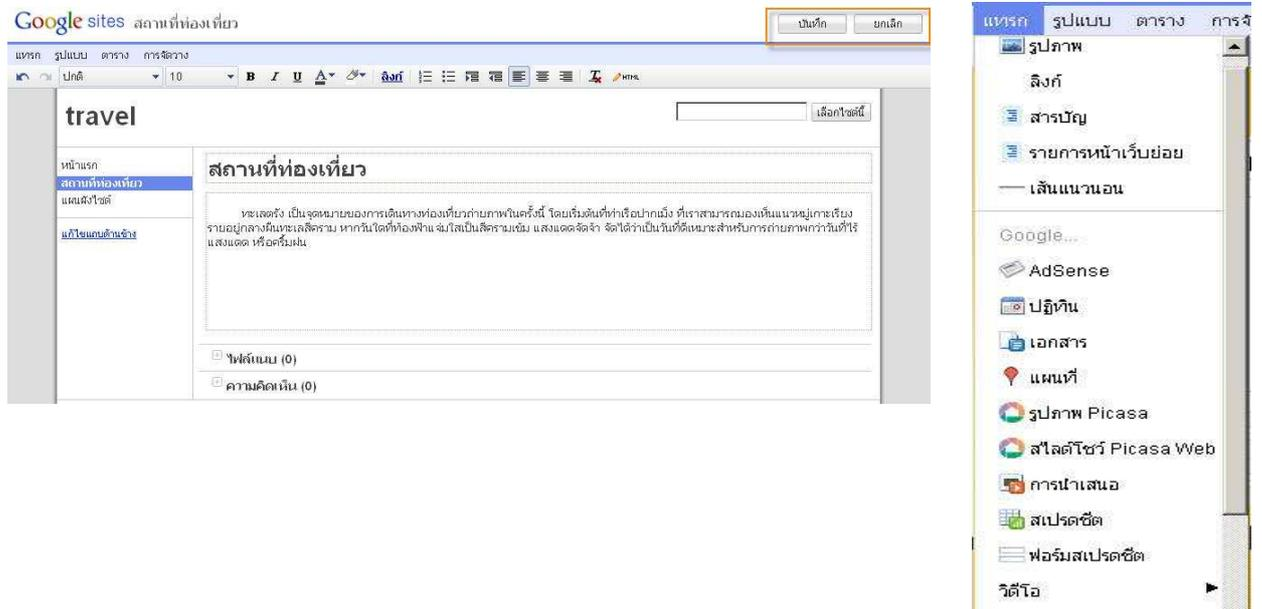 Google sites สถานที่ท่องเที่ยว
บันทึก ยกเลิก
แทรก รูปแบบ ตาราง การจัดวาง
ปกติ 10 B I U A ลิงก์ HTML
travel
เลือกไซต์นี้
หน้าแรก
สถานที่ท่องเที่ยว
แผนผังไซต์
แก้ไขแถบด้านข้าง
สถานที่ท่องเที่ยว
ทะเลตรัง เป็นจุดหมายของการเดินทางท่องเที่ยวถ่ายภาพในครั้งนี้ โดยเริ่มต้นที่ท่าเรือปากเม็ง ที่เราสามารถมองเห็นแนวหมู่เกาะเรียง
รายอยู่กลางผืนทะเลสีคราม หากวันใดที่ท้องฟ้าแจ่มใสเป็นสีครามเข้ม แสงแดดจัดจ้า จัดได้ว่าเป็นวันที่ดีเหมาะสำหรับการถ่ายภาพกว่าวันที่ไร้
แสงแดด หรือครึ้มฝน
ไฟล์แนบ (0)
ความคิดเห็น (0)
แทรก รูปแบบ ตาราง การจั
รูปภาพ
ลิงก์
สารบัญ
รายการหน้าเว็บย่อย
เส้นแนวนอน
Google...
AdSense
ปฏิทิน
เอกสาร
แผนที่
รูปภาพ Picasa
สไลด์โชว์ Picasa Web
การนำเสนอ
สเปรดชีต
ฟอร์มสเปรดชีต
วิดีโอ